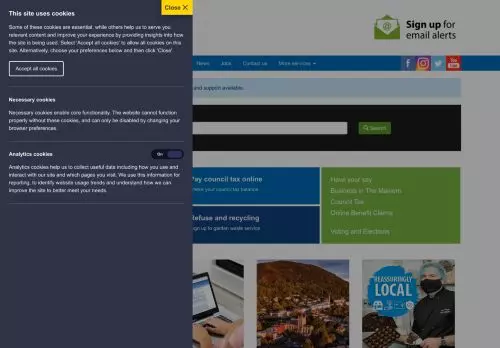 Close ✕
This site uses cookies
Some of these cookies are essential, while others help us to serve you
relevant content and improve your experience by providing insights into how
the site is being used. Select 'Accept all cookies' to allow all cookies on this
site. Alternatively, choose your preferences below and then click 'Close'.
Accept all cookies
Necessary cookies
Necessary cookies enable core functionality. The website cannot function
properly without these cookies, and can only be disabled by changing your
browser preferences.
Analytics cookies
On
Analytics cookies help us to collect useful data including how you use and
interact with our site and which pages you visit. We use this information for
reporting, to identify website usage trends and understand how we can
improve the site to better meet your needs.
Sign up for
email alerts
News
Jobs
Contact us
More services
You Tube
and support available.
Search
Pay council tax online
Make your council tax balance
Refuse and recycling
Sign up to garden waste service
Have your say
Business in The Malvern
Council Tax
Online Benefit Claims
Voting and Elections
REASSURINGLY
LOCAL